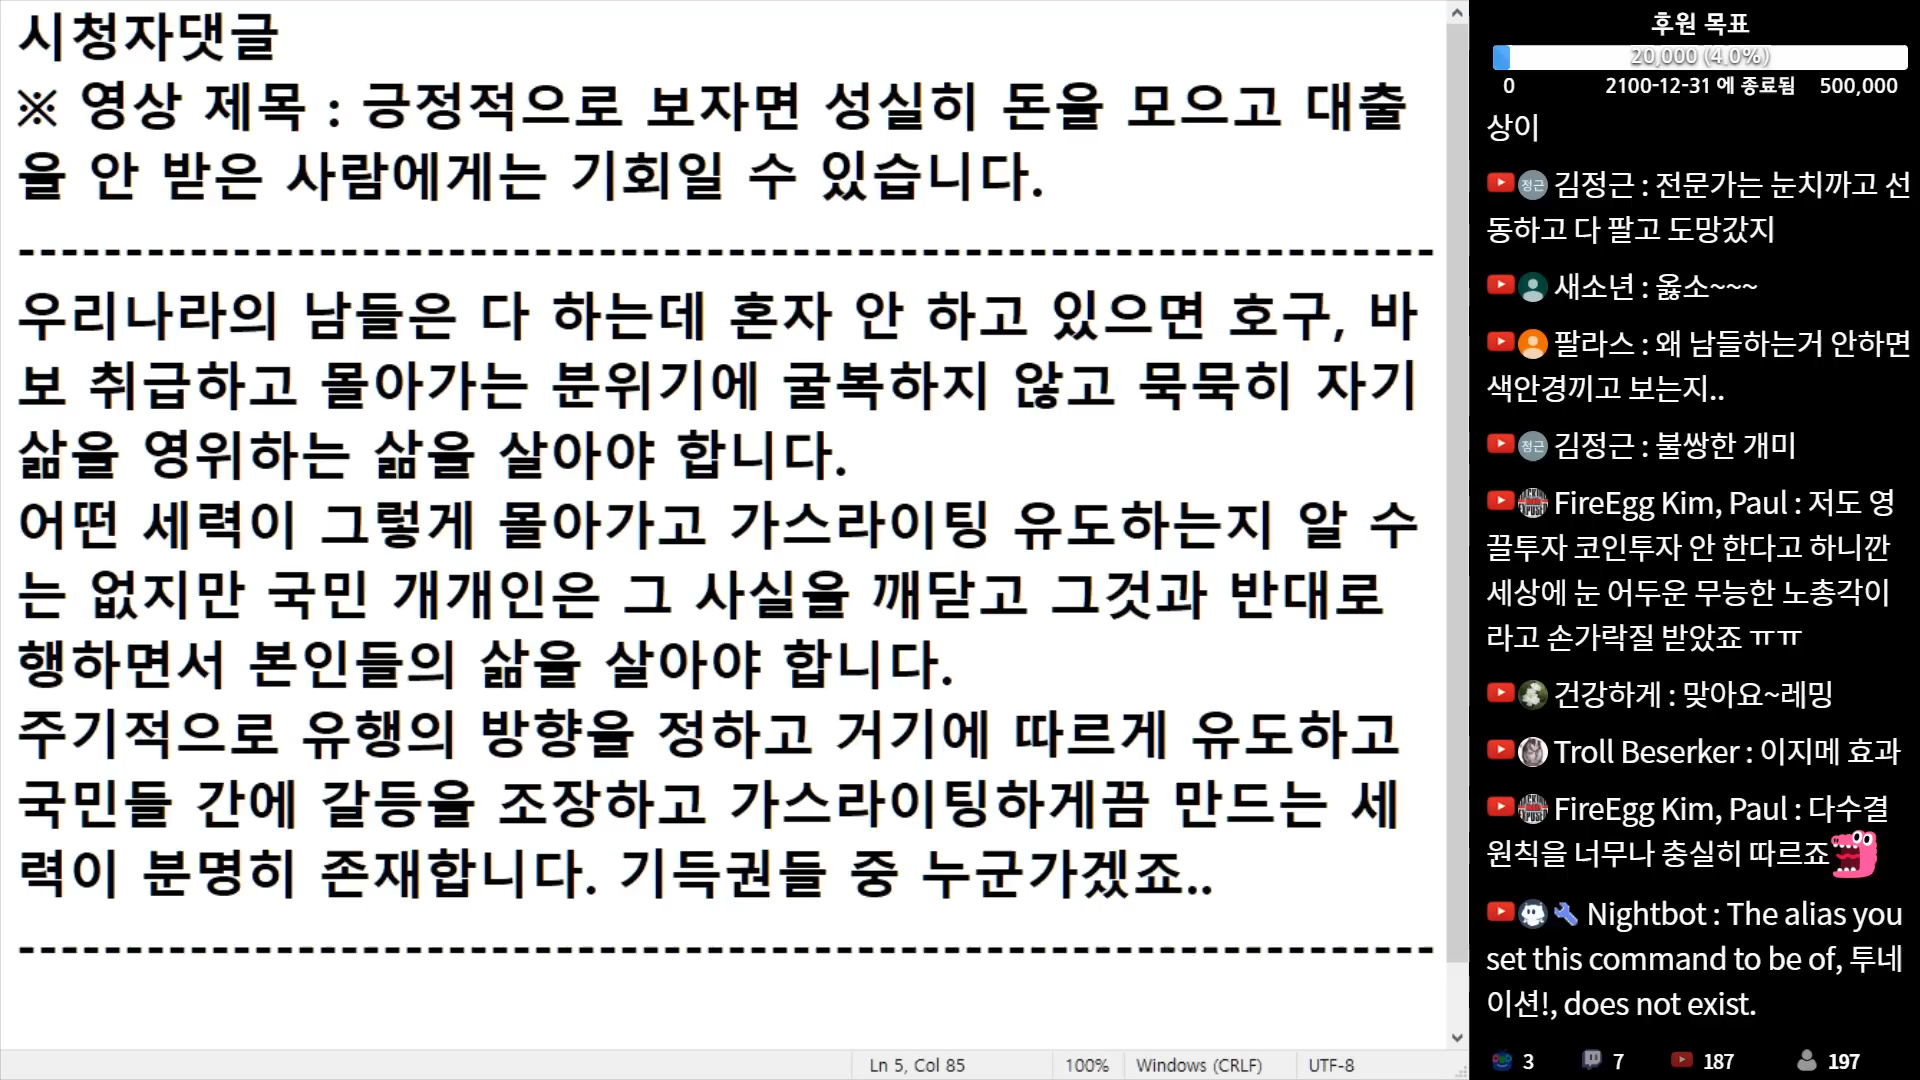 시청자댓글
※ 영상 제목 : 긍정적으로 보자면 성실히 돈을 모으고 대출
을 안 받은 사람에게는 기회일 수 있습니다.
--------------------------------------------------------------------
우리나라의 남들은 다 하는데 혼자 안 하고 있으면 호구, 바
보 취급하고 몰아가는 분위기에 굴복하지 않고 묵묵히 자기
삶을 영위하는 삶을 살아야 합니다.
어떤 세력이 그렇게 몰아가고 가스라이팅 유도하는지 알 수
는 없지만 국민 개개인은 그 사실을 깨닫고 그것과 반대로
행하면서 본인들의 삶을 살아야 합니다.
주기적으로 유행의 방향을 정하고 거기에 따르게 유도하고
국민들 간에 갈등을 조장하고 가스라이팅하게끔 만드는 세
력이 분명히 존재합니다. 기득권들 중 누군가겠죠..
--------------------------------------------------------------------
Ln 5, Col 85
100%
Windows (CRLF)
UTF-8
후원 목표
20,000 (4.0%)
0 2100-12-31 에 종료됨 500,000
상이
정근 김정근 : 전문가는 눈치까고 선
동하고 다 팔고 도망갔지
새소년 : 옳소~~~
팔라스 : 왜 남들하는거 안하면
색안경끼고 보는지..
정근 김정근 : 불쌍한 개미
FireEgg Kim, Paul : 저도 영
끌투자 코인투자 안 한다고 하니깐
세상에 눈 어두운 무능한 노총각이
라고 손가락질 받았죠 ㅠㅠ
건강하게 : 맞아요~레밍
Troll Beserker : 이지메 효과
FireEgg Kim, Paul : 다수결
원칙을 너무나 충실히 따르죠
Nightbot : The alias you
set this command to be of, 투네
이션!, does not exist.
3 7 187 197